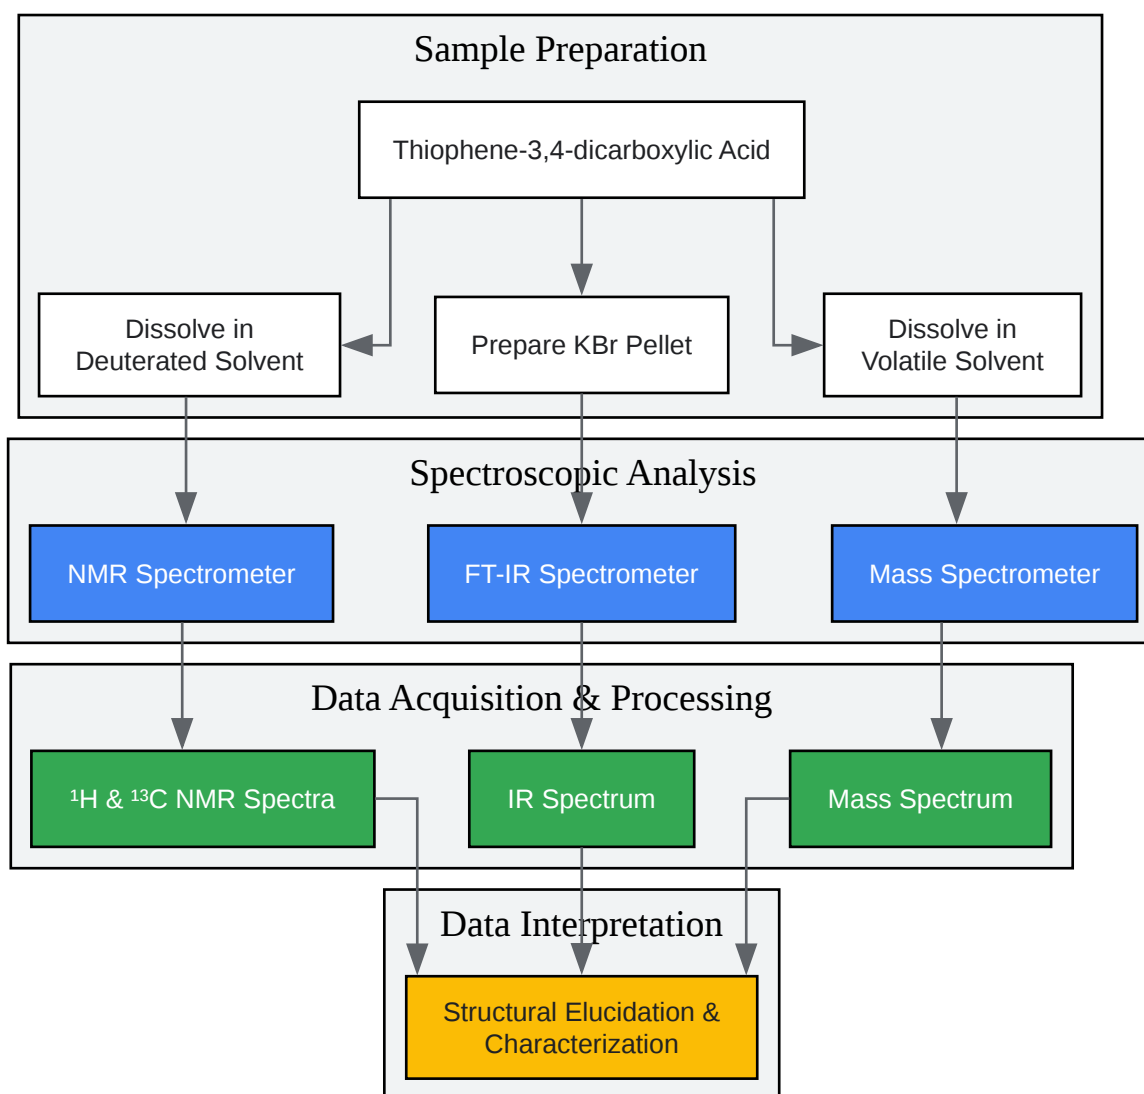 Sample Preparation
Thiophene-3,4-dicarboxylic Acid
Dissolve in
Deuterated Solvent
Prepare KBr Pellet
Dissolve in
Volatile Solvent
Spectroscopic Analysis
NMR Spectrometer
FT-IR Spectrometer
Mass Spectrometer
Data Acquisition & Processing
¹H & ¹³C NMR Spectra
IR Spectrum
Mass Spectrum
Data Interpretation
Structural Elucidation &
Characterization